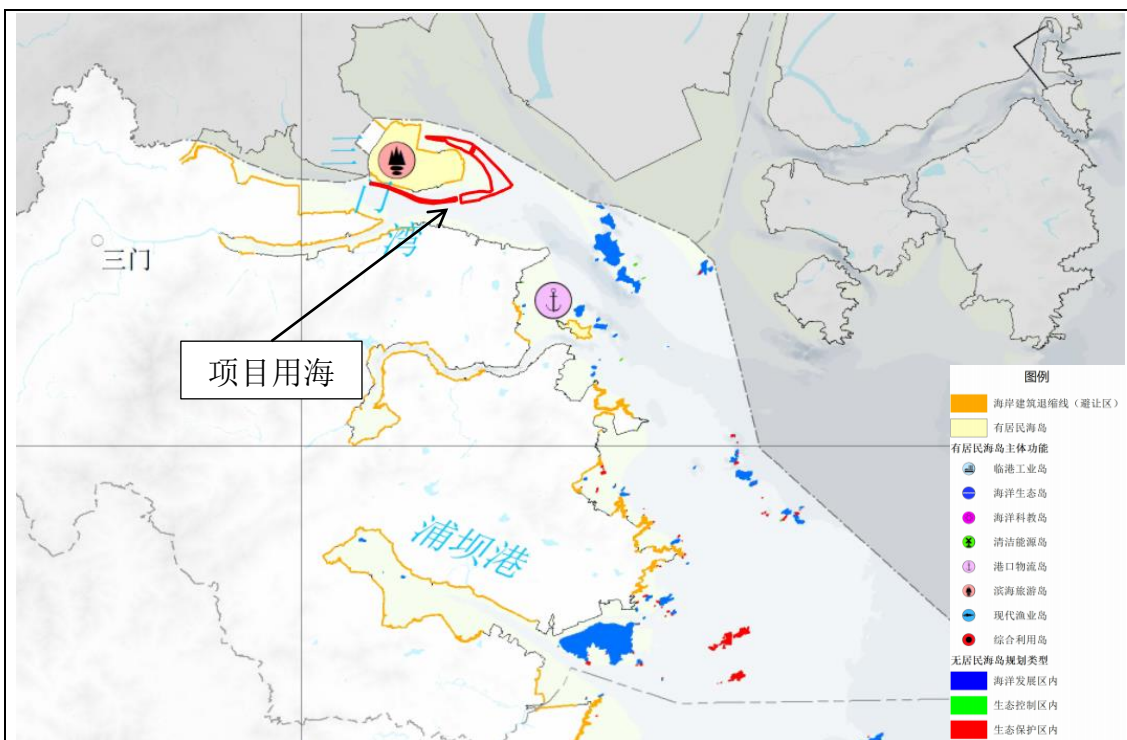 三
门
湾
三门
项目用海
浦坝港
图例
海岸建筑退缩线（避让区）
有居民海岛
有居民海岛主体功能
临港工业岛
海洋生态岛
海洋科教岛
清洁能源岛
港口物流岛
滨海旅游岛
现代渔业岛
综合利用岛
无居民海岛规划类型
海洋发展区内
生态控制区内
生态保护区内